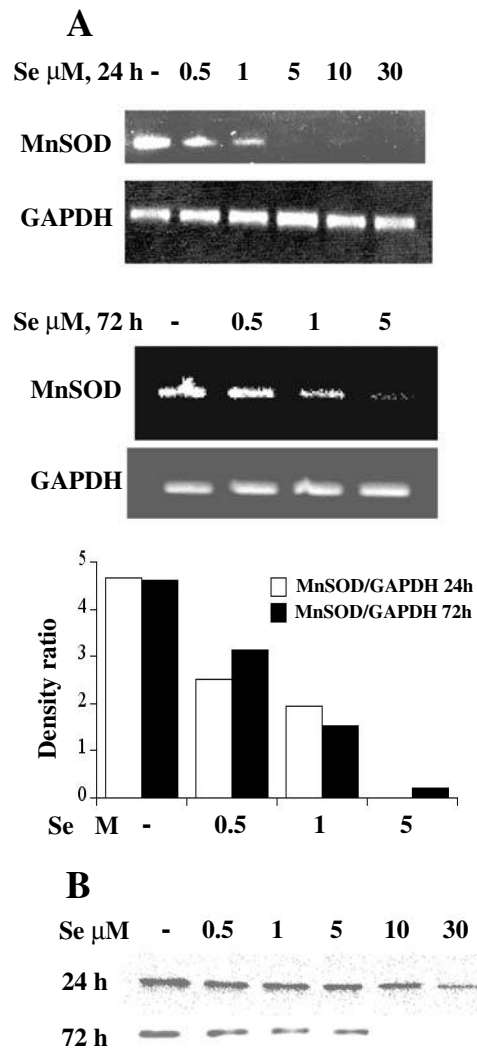 A
Se μM, 24 h - 0.5 1 5 10 30
MnSOD
GAPDH
Se μM, 72 h - 0.5 1 5
MnSOD
GAPDH
5
MnSOD/GAPDH 24h
4
MnSOD/GAPDH 72h
3
2
1
0
Density ratio
Se M - 0.5 1 5
B
Se μM - 0.5 1 5 10 30
24 h
72 h